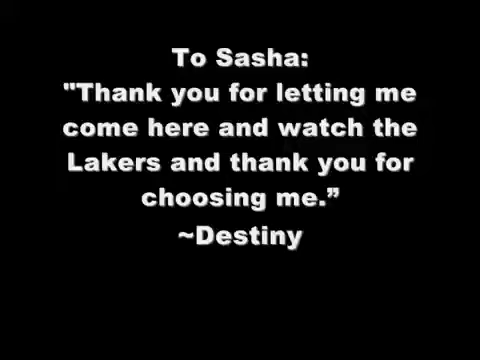 To Sasha:
"Thank you for letting me
come here and watch the
Lakers and thank you for
choosing me.”
~Destiny